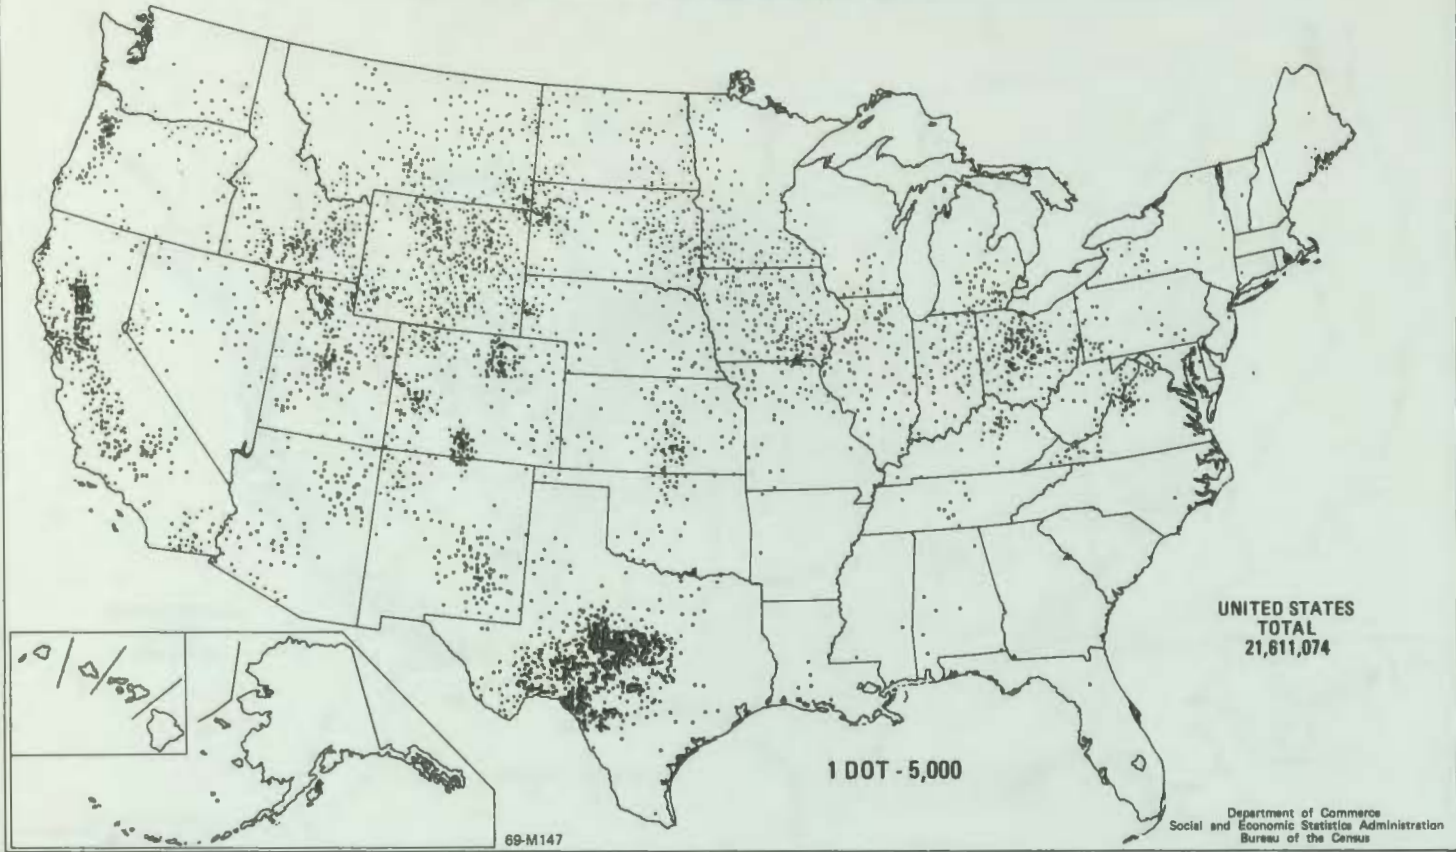 UNITED STATES
TOTAL
21,611,074
1 DOT - 5,000
69-M147
Department of Commerce
Social and Economic Statistics Administration
Bureau of the Census